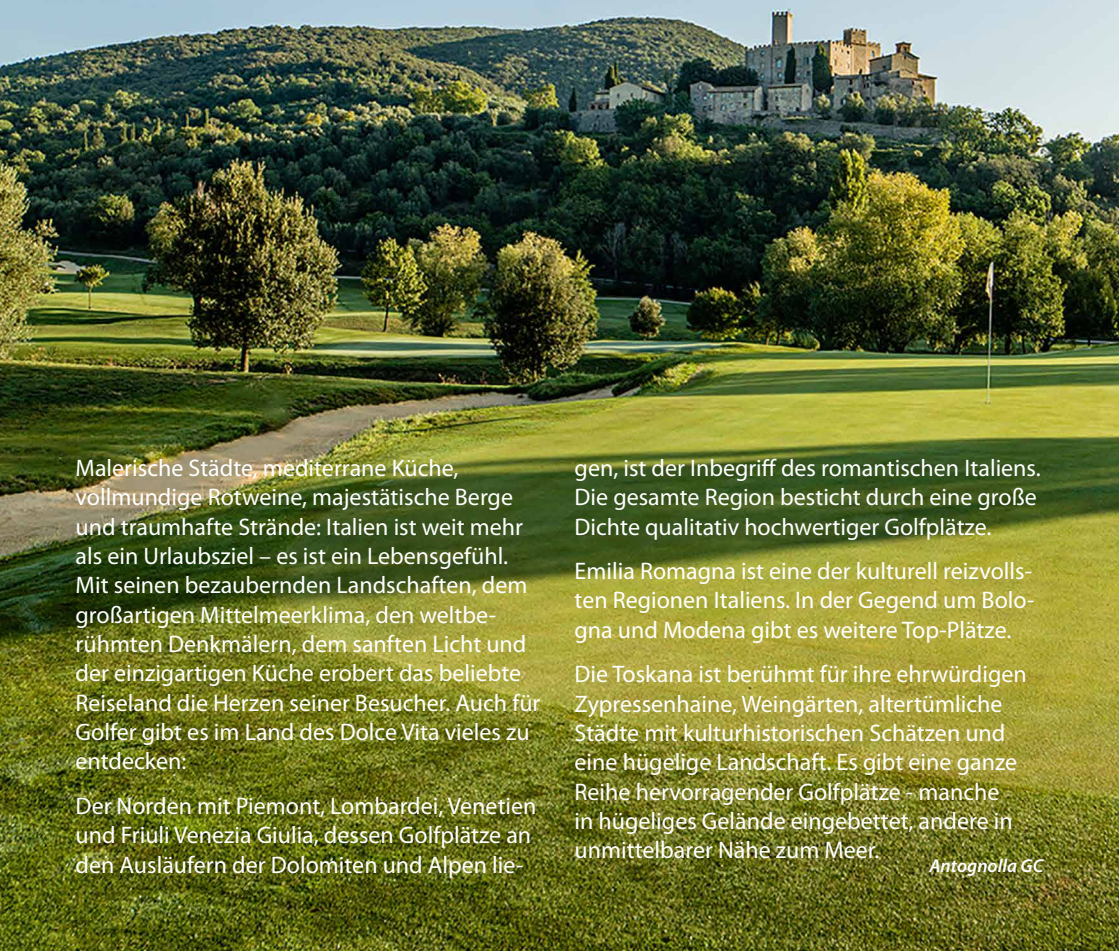 Malerische Städte, mediterrane Küche,
vollmundige Rotweine, majestätische Berge
und traumhafte Strände: Italien ist weit mehr
als ein Urlaubsziel – es ist ein Lebensgefühl.
Mit seinen bezaubernden Landschaften, dem
großartigen Mittelmeerklima, den weltbe-
rühmten Denkmälern, dem sanften Licht und
der einzigartigen Küche erobert das beliebte
Reiseland die Herzen seiner Besucher. Auch für
Golfer gibt es im Land des Dolce Vita vieles zu
entdecken:
Der Norden mit Piemont, Lombardei, Venetien
und Friuli Venezia Giulia, dessen Golfplätze an
den Ausläufern der Dolomiten und Alpen lie-
gen, ist der Inbegriff des romantischen Italiens.
Die gesamte Region besticht durch eine große
Dichte qualitativ hochwertiger Golfplätze.
Emilia Romagna ist eine der kulturell reizvolls-
ten Regionen Italiens. In der Gegend um Bolo-
gna und Modena gibt es weitere Top-Plätze.
Die Toskana ist berühmt für ihre ehrwürdigen
Zypressenhaine, Weingärten, altertümliche
Städte mit kulturhistorischen Schätzen und
eine hügelige Landschaft. Es gibt eine ganze
Reihe hervorragender Golfplätze - manche
in hügeliges Gelände eingebettet, andere in
unmittelbarer Nähe zum Meer.
Antognolla GC